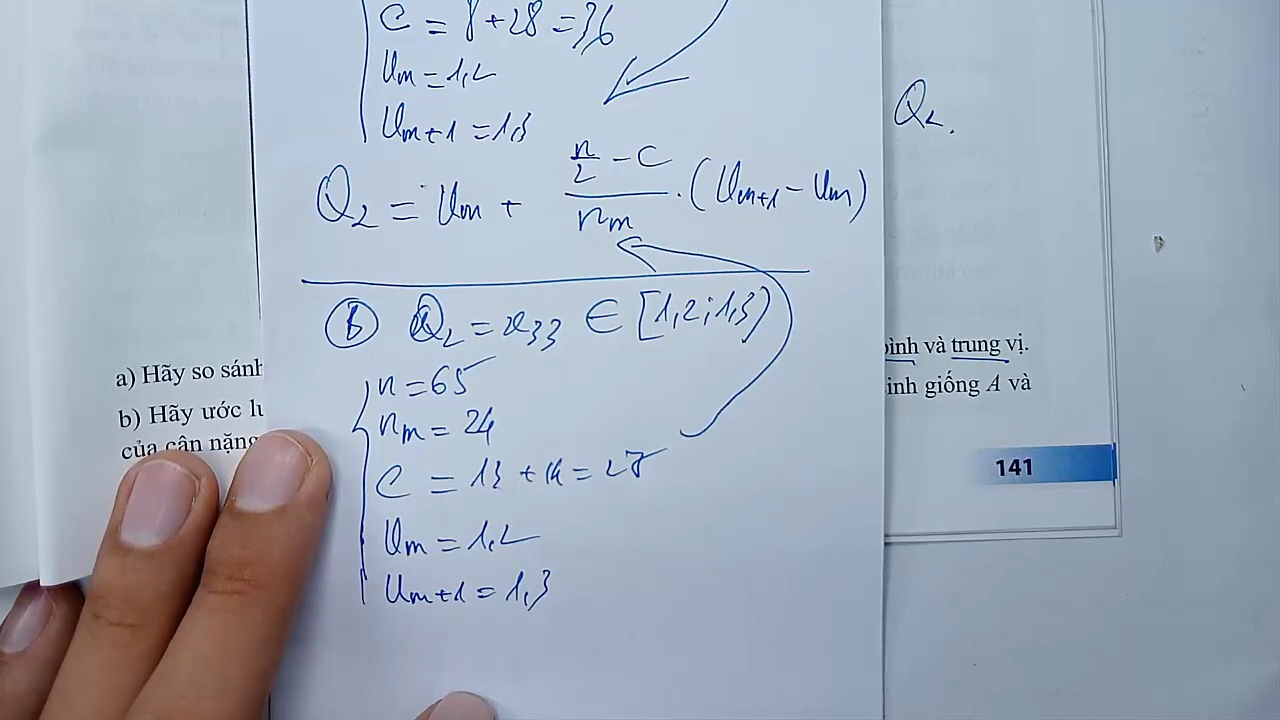 C = 8 + 28 = 36
Um = 1,2
Um+1 = 1,3
Q2.
Q2 = Um + (n/2 - C)/nm . (Um+1 - Um)
B Q2 = x33 ∈ [1,2; 1,3)
n = 65
nm = 24
C = 13 + 14 = 27
Um = 1,2
Um+1 = 1,3
a) Hãy so sánh
ình và trung vị.
b) Hãy ước lư
inh giống A và
của cân nặng
141